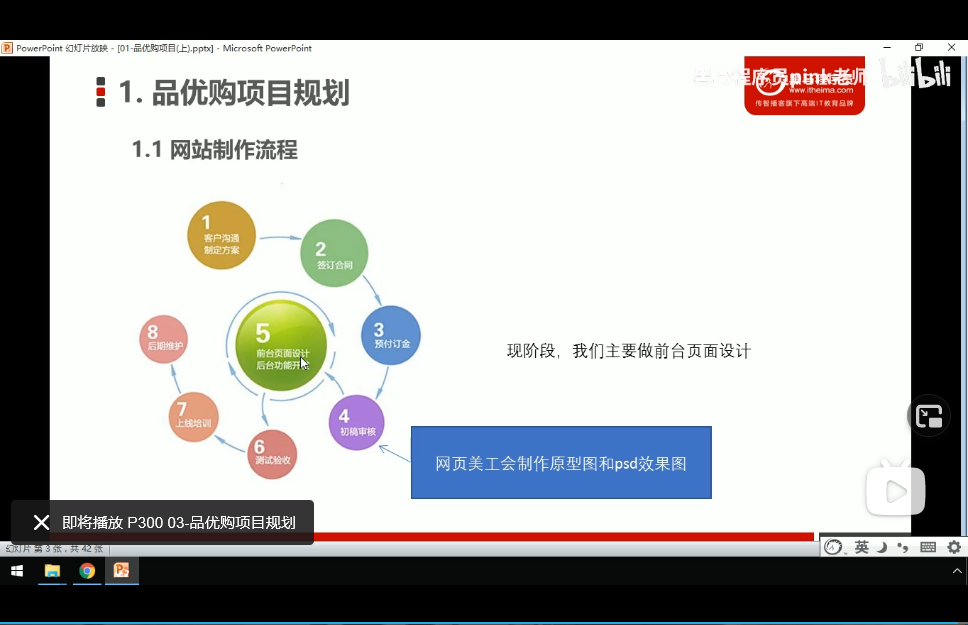 PowerPoint 幻灯片放映 - [01-品优购项目(上).pptx] - Microsoft PowerPoint
1. 品优购项目规划
pink老师
bilibili
www.itheima.com
传智播客旗下高端IT教育品牌
1.1 网站制作流程
1
客户沟通
制定方案
2
签订合同
3
预付订金
4
初稿审核
5
前台页面设计
后台功能开
6
测试验收
7
上线培训
8
后期维护
现阶段，我们主要做前台页面设计
网页美工会制作原型图和psd效果图
即将播放 P300 03-品优购项目规划
幻灯片 第 3 张，共 42 张
英